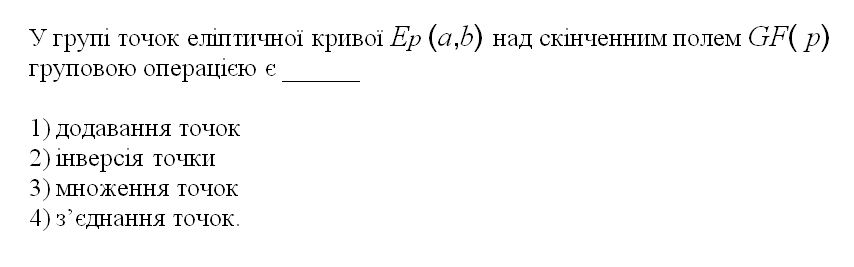 У групі точок еліптичної кривої Ep (a,b) над скінченним полем GF( p)
груповою операцією є ______
1) додавання точок
2) інверсія точки
3) множення точок
4) з’єднання точок.